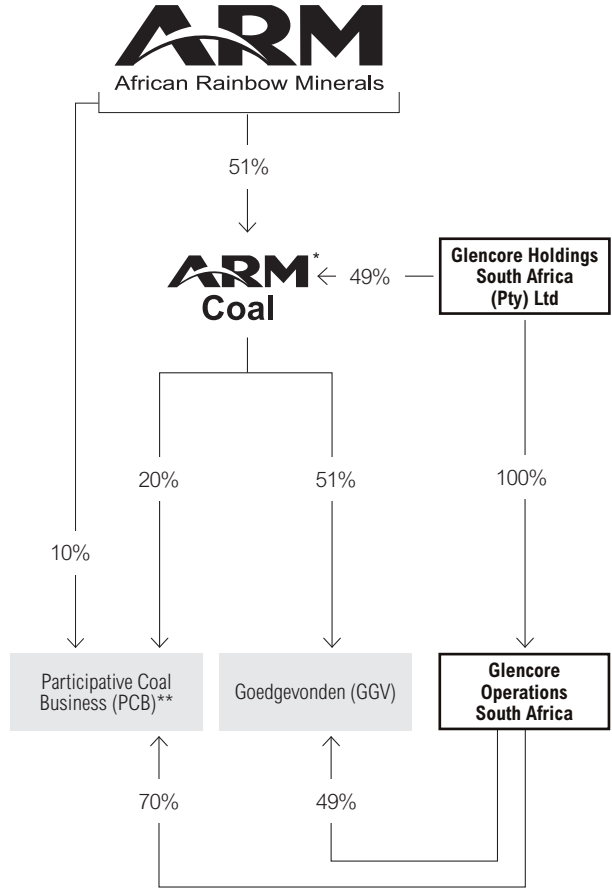 ARM
African Rainbow Minerals
51%
ARM*
Coal
49%
Glencore Holdings
South Africa
(Pty) Ltd
20%
51%
100%
10%
Participative Coal
Business (PCB)**
Goedgevonden (GGV)
Glencore
Operations
South Africa
70%
49%